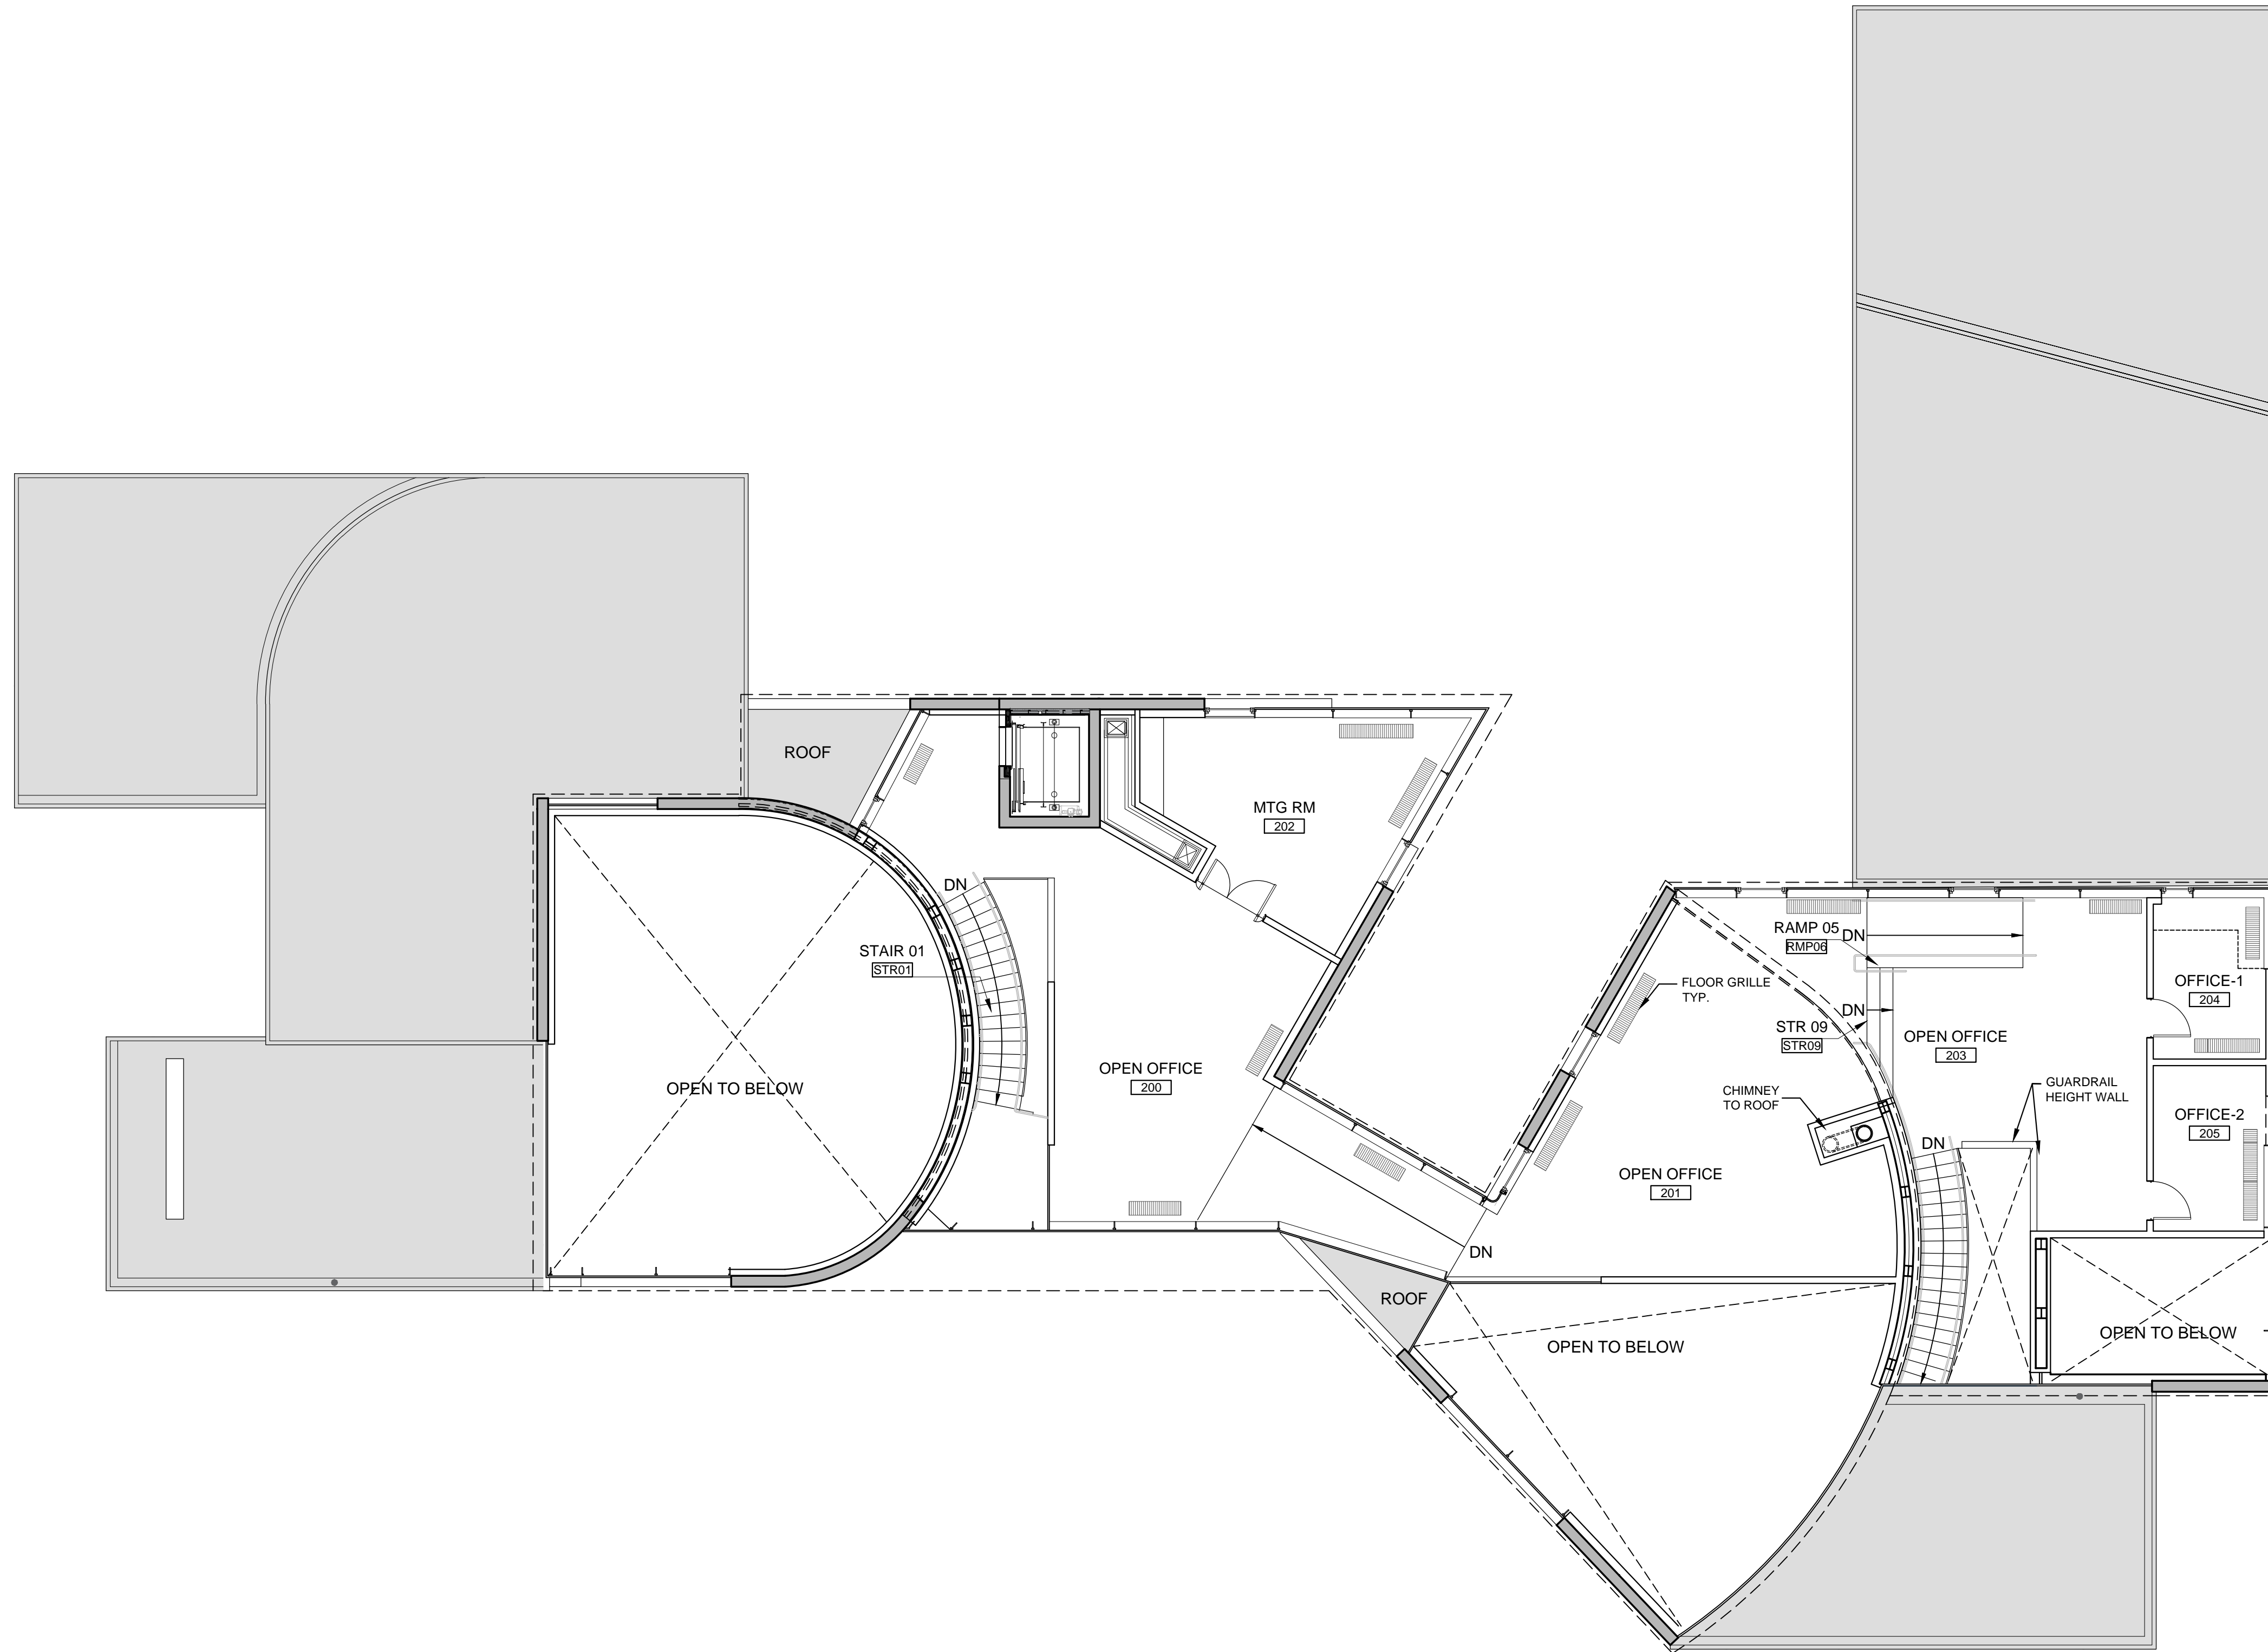 ROOF
MTG RM
202
DN
STAIR 01
STR01
OPEN TO BELOW
OPEN OFFICE
200
RAMP 05
RMP06
DN
FLOOR GRILLE
TYP.
OFFICE-1
204
DN
STR 09
STR09
OPEN OFFICE
203
CHIMNEY
TO ROOF
GUARDRAIL
HEIGHT WALL
OFFICE-2
205
DN
OPEN OFFICE
201
DN
ROOF
OPEN TO BELOW
OPEN TO BELOW